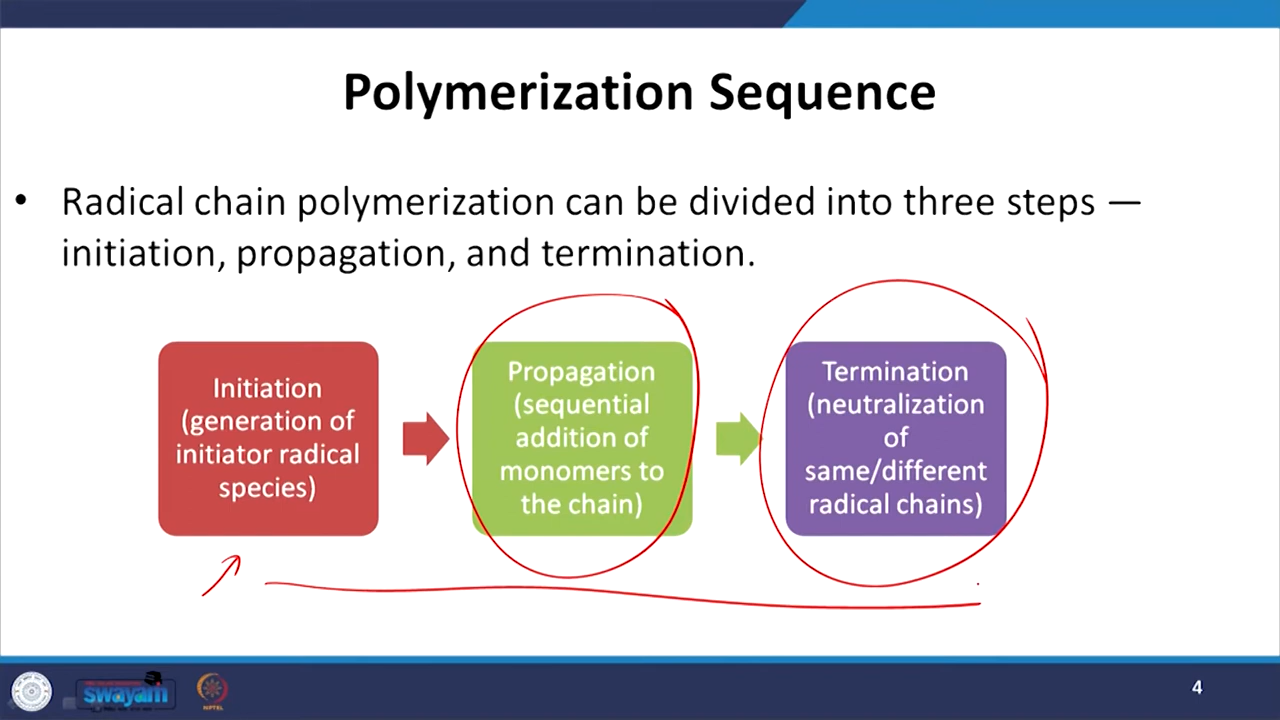 Polymerization Sequence
• Radical chain polymerization can be divided into three steps —
initiation, propagation, and termination.
Initiation
(generation of
initiator radical
species)
Propagation
(sequential
addition of
monomers to
the chain)
Termination
(neutralization
of
same/different
radical chains)
swayam
NPTEL
4